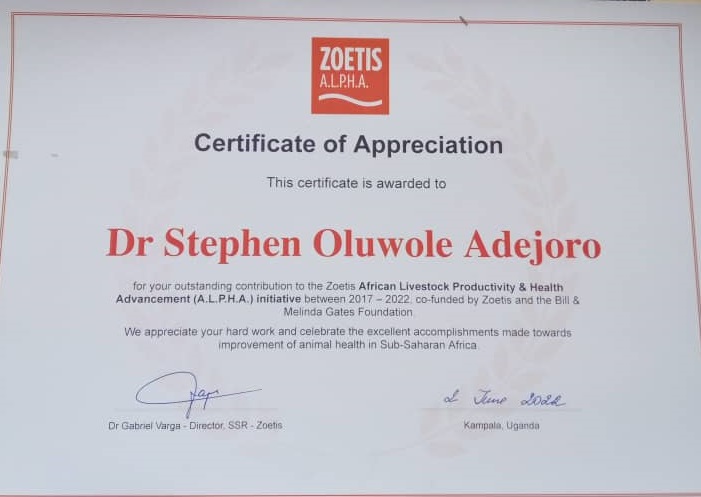 ZOETIS
A.L.P.H.A.
Certificate of Appreciation
This certificate is awarded to
Dr Stephen Oluwole Adejoro
for your outstanding contribution to the Zoetis African Livestock Productivity & Health
Advancement (A.L.P.H.A.) initiative between 2017 – 2022, co-funded by Zoetis and the Bill &
Melinda Gates Foundation.
We appreciate your hard work and celebrate the excellent accomplishments made towards
improvement of animal health in Sub-Saharan Africa.
2 June 2022
Dr Gabriel Varga - Director, SSR - Zoetis
Kampala, Uganda